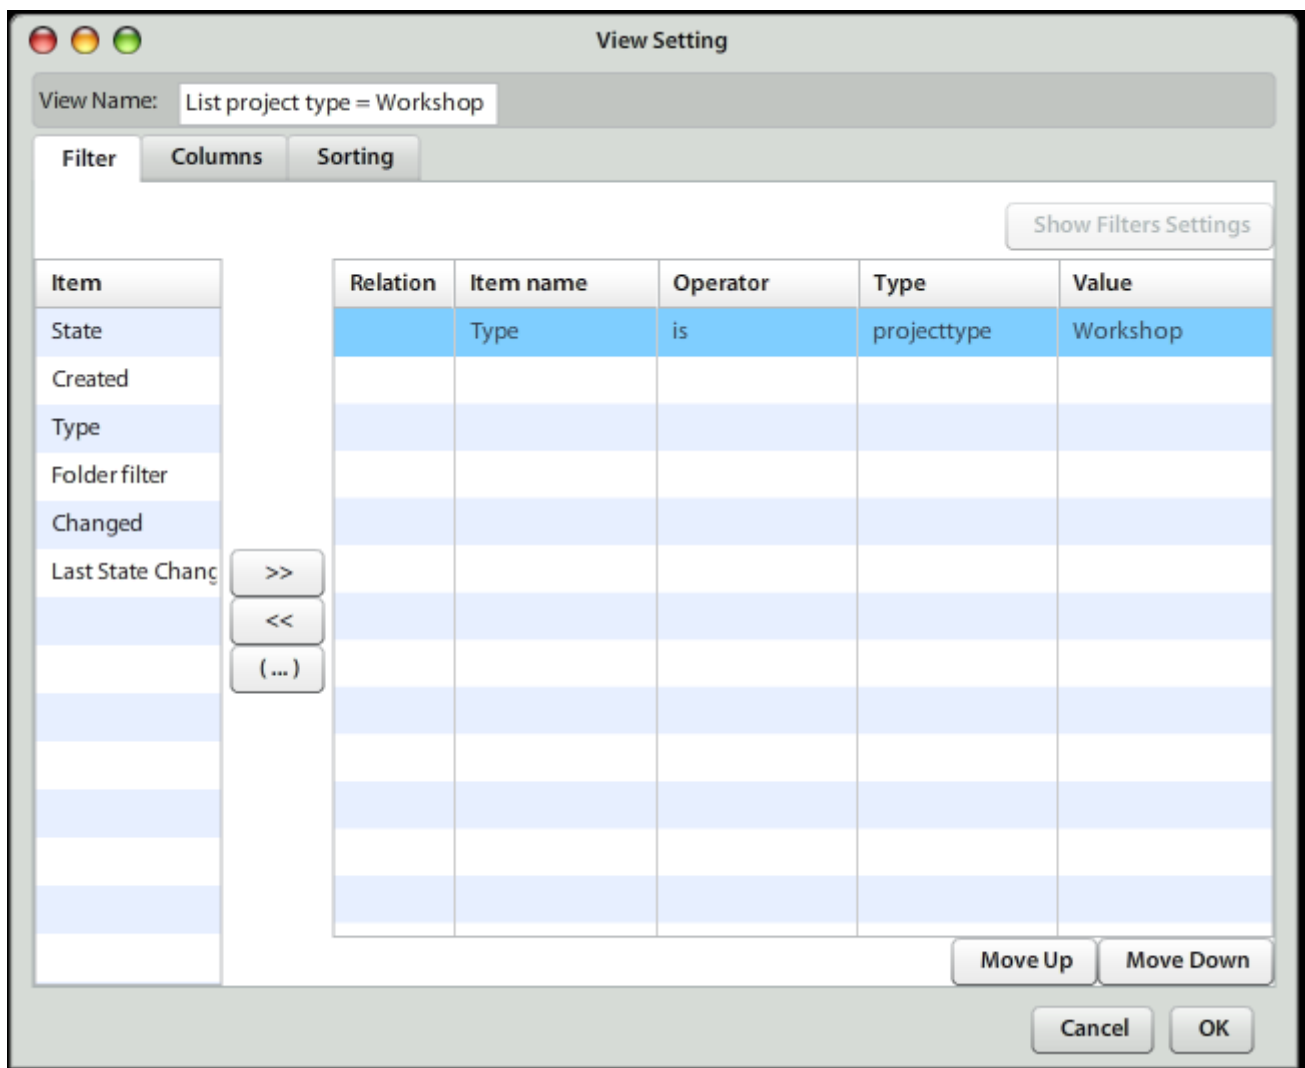 View Setting
View Name: List project type = Workshop
Filter Columns Sorting
Show Filters Settings
Item Relation Item name Operator Type Value
State Type is projecttype Workshop
Created
Type
Folder filter
Changed
Last State Chang >>
<<
(...)
Move Up Move Down
Cancel OK